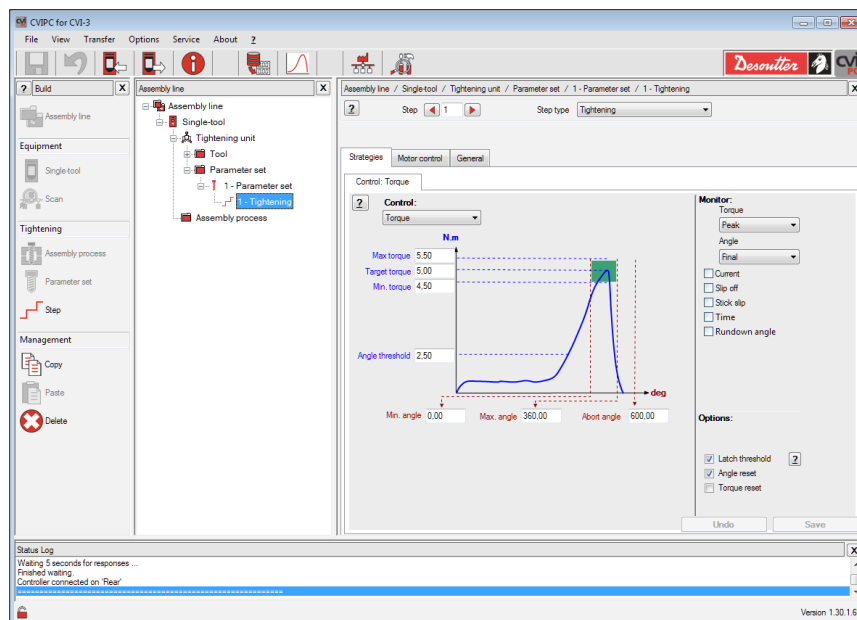 CVIPC for CVI-3
File View Transfer Options Service About ?
Desoutter CVI PC
? Build X
Assembly line X
Assembly line / Single-tool / Tightening unit / Parameter set / 1 - Parameter set / 1 - Tightening X
Assembly line
Equipment
Single-tool
Scan
Tightening
Assembly process
Parameter set
Step
Management
Copy
Paste
Delete
Assembly line
Single-tool
Tightening unit
Tool
Parameter set
1 - Parameter set
1 - Tightening
Assembly process
? Step 1 Step type Tightening
Strategies Motor control General
Control: Torque
? Control:
Torque
N.m
Max torque 5,50
Target torque 5,00
Min. torque 4,50
Angle threshold 2,50
deg
Min. angle 0,00 Max. angle 360,00 Abort angle 600,00
Monitor:
Torque
Peak
Angle
Final
Current
Slip off
Stick slip
Time
Rundown angle
Options:
Latch threshold ?
Angle reset
Torque reset
Undo Save
Status Log X
Waiting 5 seconds for responses ...
Finished waiting.
Controller connected on 'Rear'
Version 1.30.1.6